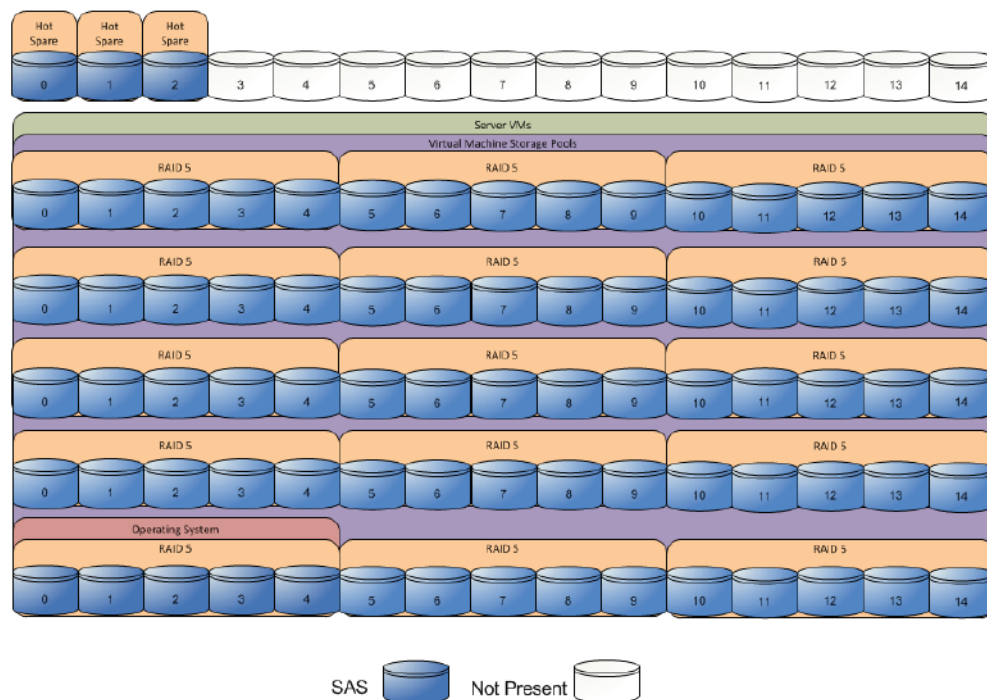 Hot Spare Hot Spare Hot Spare
0 1 2 3 4 5 6 7 8 9 10 11 12 13 14
Server VMs
Virtual Machine Storage Pools
RAID 5 RAID 5 RAID 5
0 1 2 3 4 5 6 7 8 9 10 11 12 13 14
RAID 5 RAID 5 RAID 5
0 1 2 3 4 5 6 7 8 9 10 11 12 13 14
RAID 5 RAID 5 RAID 5
0 1 2 3 4 5 6 7 8 9 10 11 12 13 14
RAID 5 RAID 5 RAID 5
0 1 2 3 4 5 6 7 8 9 10 11 12 13 14
Operating System
RAID 5 RAID 5 RAID 5
0 1 2 3 4 5 6 7 8 9 10 11 12 13 14
SAS Not Present